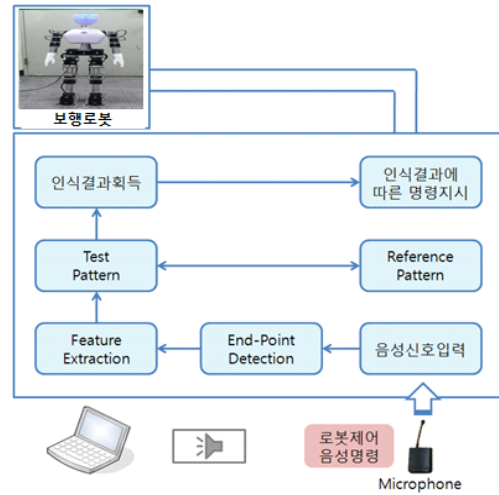 보행로봇
인식결과획득
인식결과에
따른 명령지시
Test
Pattern
Reference
Pattern
Feature
Extraction
End-Point
Detection
음성신호입력
로봇제어
음성명령
Microphone